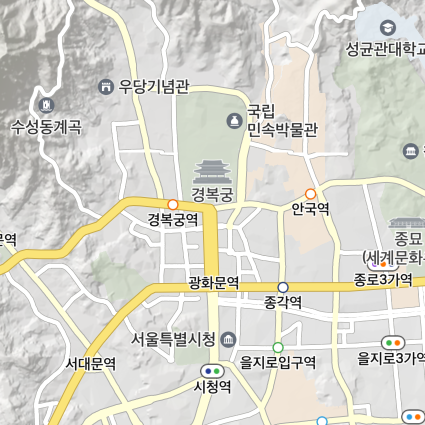 성균관대학교
우당기념관
국립
민속박물관
수성동계곡
경복궁
안국역
경복궁역
종묘
(세계문화
문역
광화문역
종로3가역
종각역
서울특별시청
을지로입구역
을지로3가역
서대문역
시청역